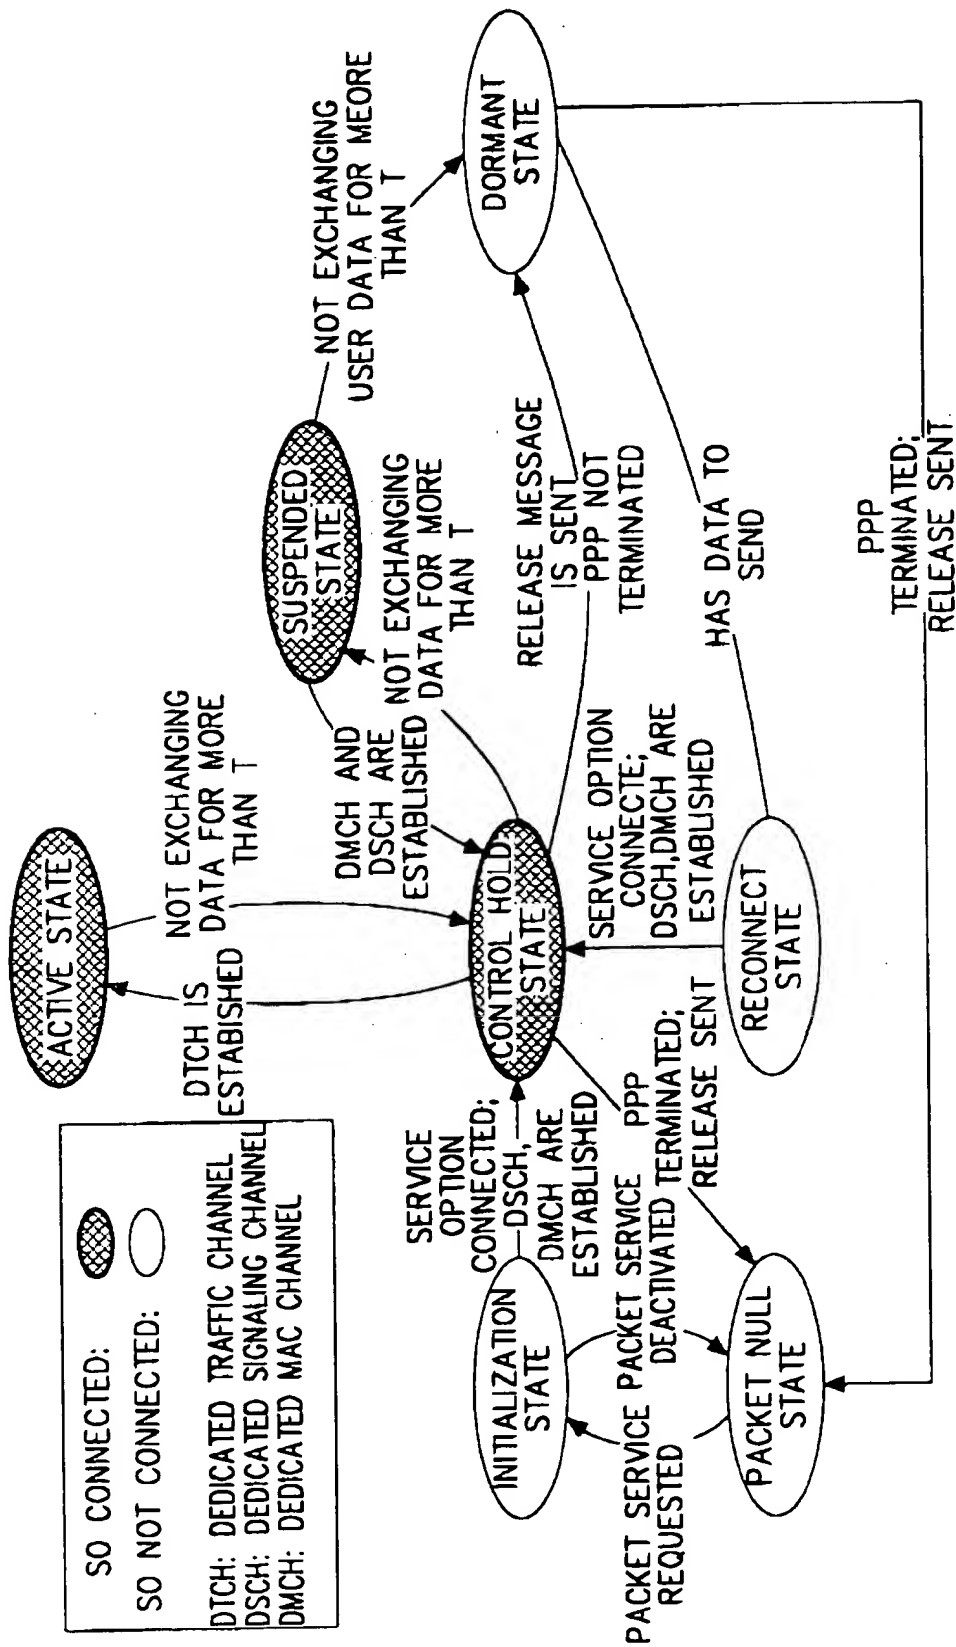 SO CONNECTED:
SO NOT CONNECTED:
DTCH: DEDICATED TRAFFIC CHANNEL
DSCH: DEDICATED SIGNALING CHANNEL
DMCH: DEDICATED MAC CHANNEL
ACTIVE STATE
DTCH IS
ESTABISHED
NOT EXCHANGING
DATA FOR MORE
THAN T
SUSPENDED
STATE
NOT EXCHANGING
USER DATA FOR MEORE
THAN T
DMCH AND
DSCH ARE
ESTABLISHED
NOT EXCHANGING
DATA FOR MORE
THAN T
SERVICE
OPTION
CONNECTED;
DSCH,
DMCH ARE
ESTABLISHED
INITIALIZATION
STATE
CONTROL HOLD
STATE
RELEASE MESSAGE
IS SENT
PPP NOT
TERMINATED
DORMANT
STATE
SERVICE OPTION
CONNECTE;
DSCH,DMCH ARE
ESTABLISHED
HAS DATA TO
SEND
PACKET SERVICE
REQUESTED
PACKET SERVICE
DEACTIVATED
PPP
TERMINATED;
RELEASE SENT
PACKET NULL
STATE
RECONNECT
STATE
PPP
TERMINATED;
RELEASE SENT